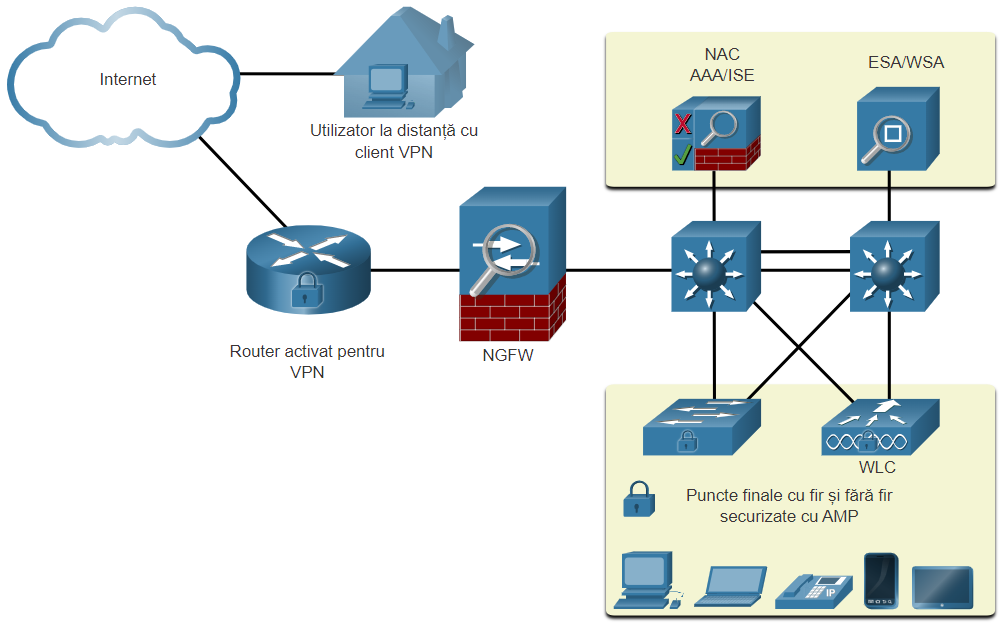 Internet
Utilizator la distanță cu
client VPN
NAC
AAA/ISE
ESA/WSA
Router activat pentru
VPN
NGFW
WLC
Puncte finale cu fir și fără fir
securizate cu AMP
IP